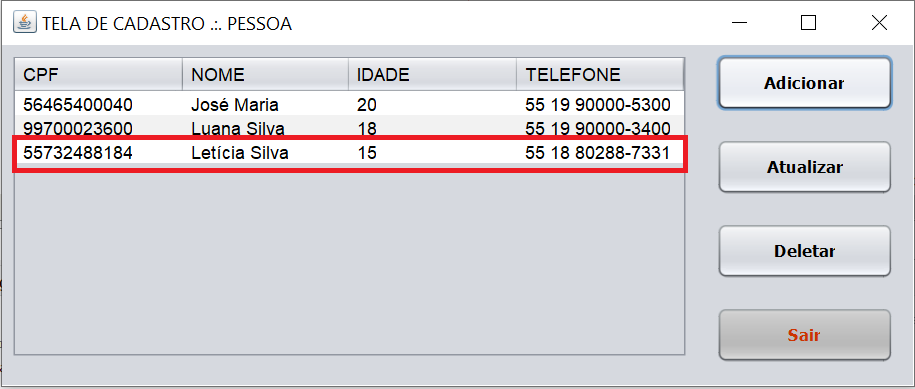 TELA DE CADASTRO .:. PESSOA
CPF NOME IDADE TELEFONE
56465400040 José Maria 20 55 19 90000-5300
99700023600 Luana Silva 18 55 19 90000-3400
55732488184 Letícia Silva 15 55 18 80288-7331
Adicionar
Atualizar
Deletar
Sair